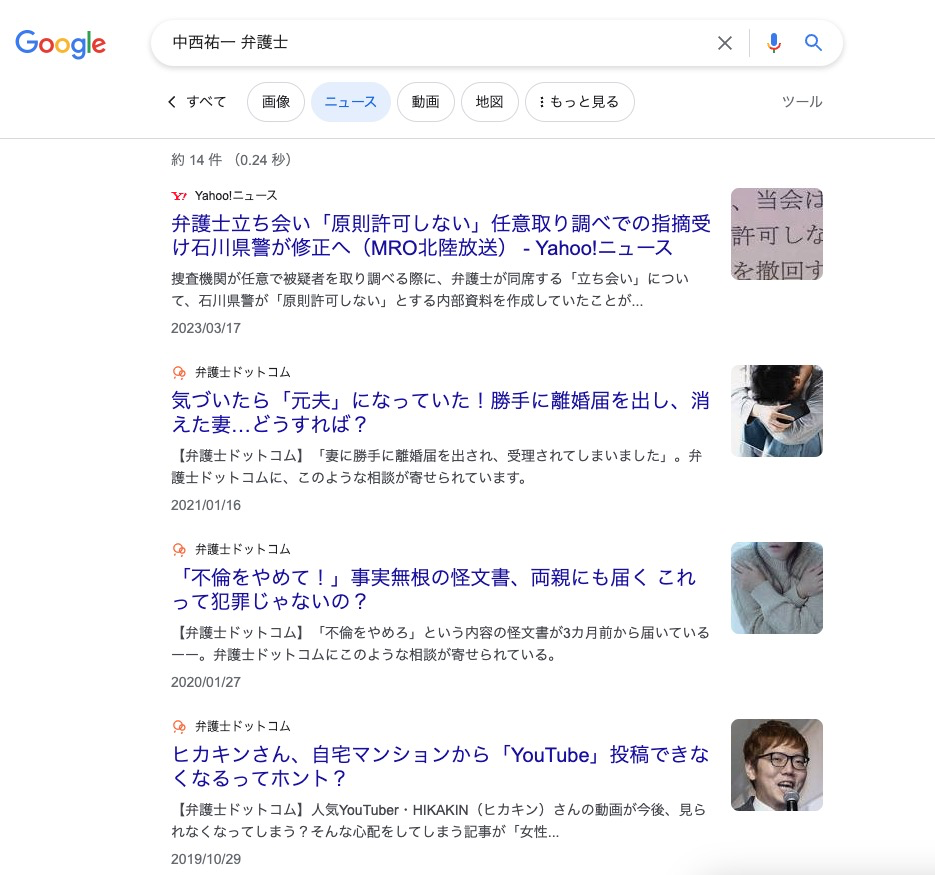 Google
中西祐一 弁護士
すべて
画像
ニュース
動画
地図
もっと見る
ツール
約 14 件 (0.24 秒)
Yahoo!ニュース
弁護士立ち会い「原則許可しない」任意取り調べでの指摘受
け石川県警が修正へ（MRO北陸放送） - Yahoo!ニュース
捜査機関が任意で被疑者を取り調べる際に、弁護士が同席する「立ち会い」につい
て、石川県警が「原則許可しない」とする内部資料を作成していたことが...
2023/03/17
、当会は
許可しな
を撤回す
弁護士ドットコム
気づいたら「元夫」になっていた！勝手に離婚届を出し、消
えた妻…どうすれば？
【弁護士ドットコム】「妻に勝手に離婚届を出され、受理されてしまいました」。弁
護士ドットコムに、このような相談が寄せられています。
2021/01/16
弁護士ドットコム
「不倫をやめて！」事実無根の怪文書、両親にも届く これ
って犯罪じゃないの？
【弁護士ドットコム】「不倫をやめろ」という内容の怪文書が3カ月前から届いている
――。弁護士ドットコムにこのような相談が寄せられている。
2020/01/27
弁護士ドットコム
ヒカキンさん、自宅マンションから「YouTube」投稿できな
くなるってホント？
【弁護士ドットコム】人気YouTuber・HIKAKIN（ヒカキン）さんの動画が今後、見ら
れなくなってしまう？そんな心配をしてしまう記事が「女性...
2019/10/29